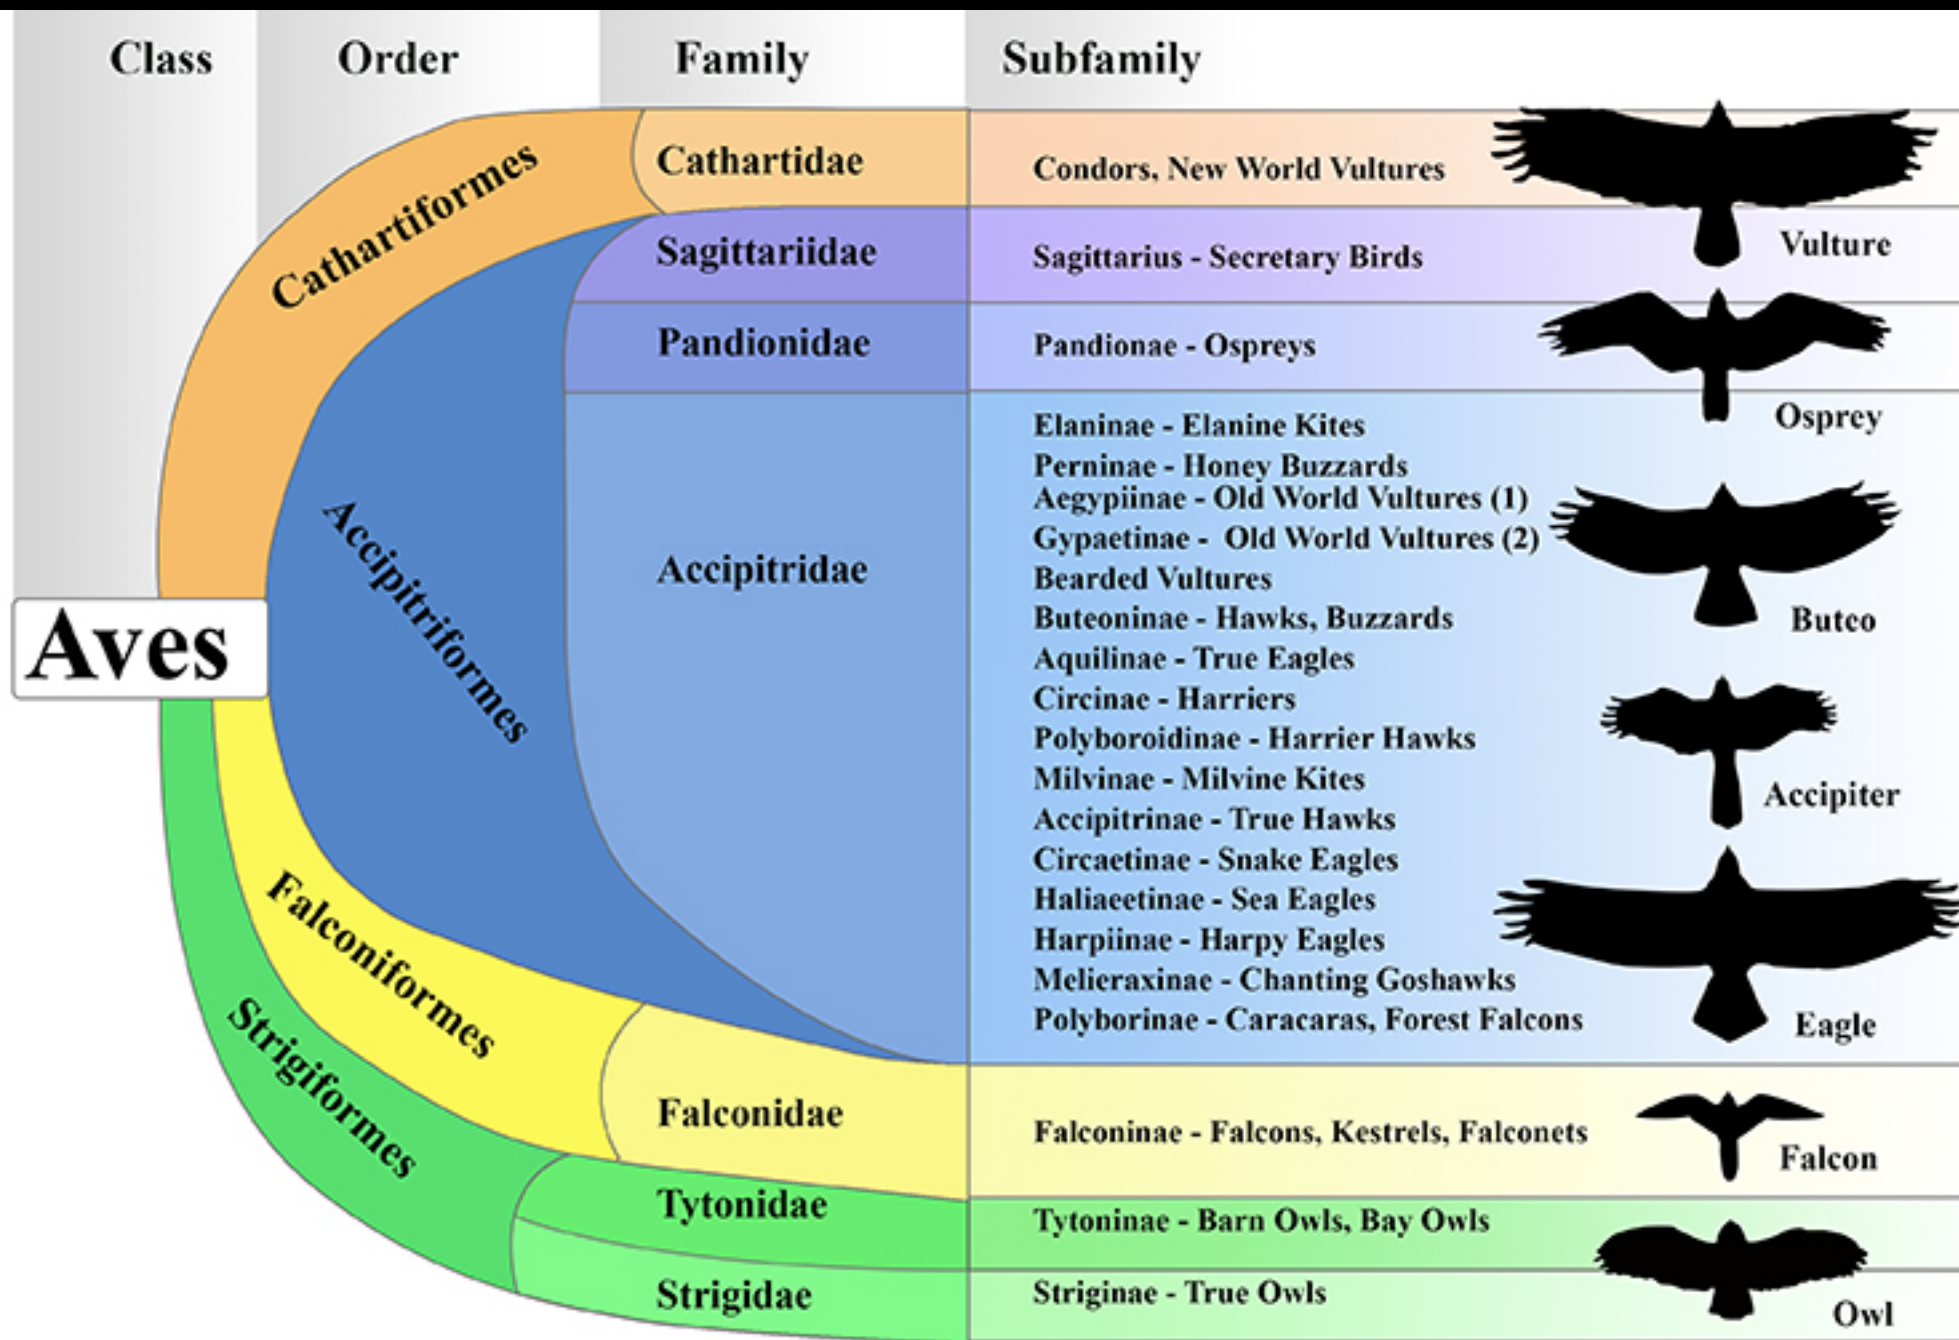 Class Order Family Subfamily
Cathartiformes
Cathartidae
Condors, New World Vultures
Vulture
Accipitriformes
Sagittariidae
Sagittarius - Secretary Birds
Pandionidae
Pandionae - Ospreys
Osprey
Accipitridae
Elaninae - Elanine Kites
Perninae - Honey Buzzards
Aegypiinae - Old World Vultures (1)
Gypaetinae - Old World Vultures (2)
Bearded Vultures
Buteoninae - Hawks, Buzzards
Aquilinae - True Eagles
Circinae - Harriers
Polyboroidinae - Harrier Hawks
Milvinae - Milvine Kites
Accipitrinae - True Hawks
Circaetinae - Snake Eagles
Haliaeetinae - Sea Eagles
Harpiinae - Harpy Eagles
Melieraxinae - Chanting Goshawks
Polyborinae - Caracaras, Forest Falcons
Buteo
Accipiter
Eagle
Aves
Falconiformes
Falconidae
Falconinae - Falcons, Kestrels, Falconets
Falcon
Strigiformes
Tytonidae
Tytoninae - Barn Owls, Bay Owls
Strigidae
Striginae - True Owls
Owl